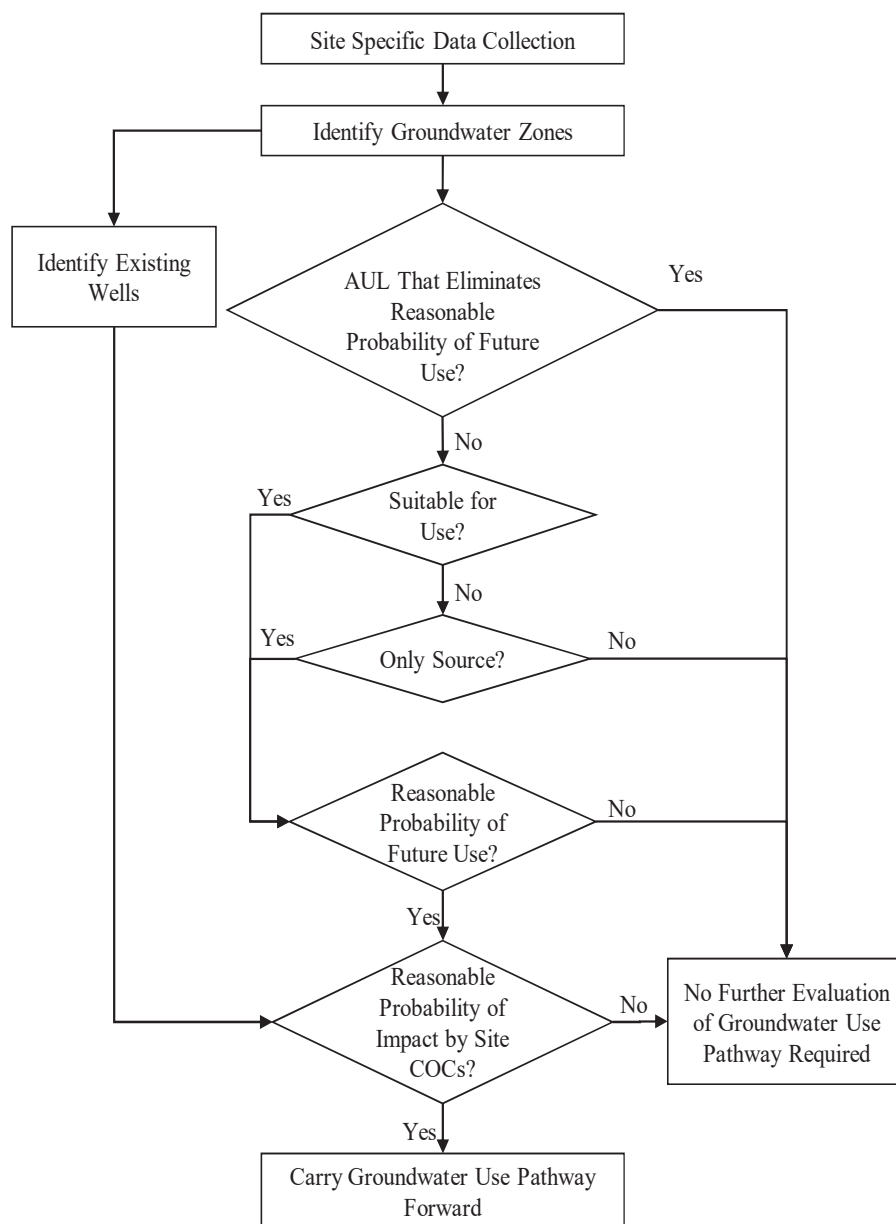 Site Specific Data Collection
Identify Groundwater Zones
Identify Existing
Wells
AUL That Eliminates
Reasonable
Probability of Future
Use?
Yes
No
Yes
Suitable for
Use?
No
Yes
Only Source?
No
Reasonable
Probability of
Future Use?
No
Yes
Reasonable
Probability of
Impact by Site
COCs?
No
No Further Evaluation
of Groundwater Use
Pathway Required
Yes
Carry Groundwater Use Pathway
Forward